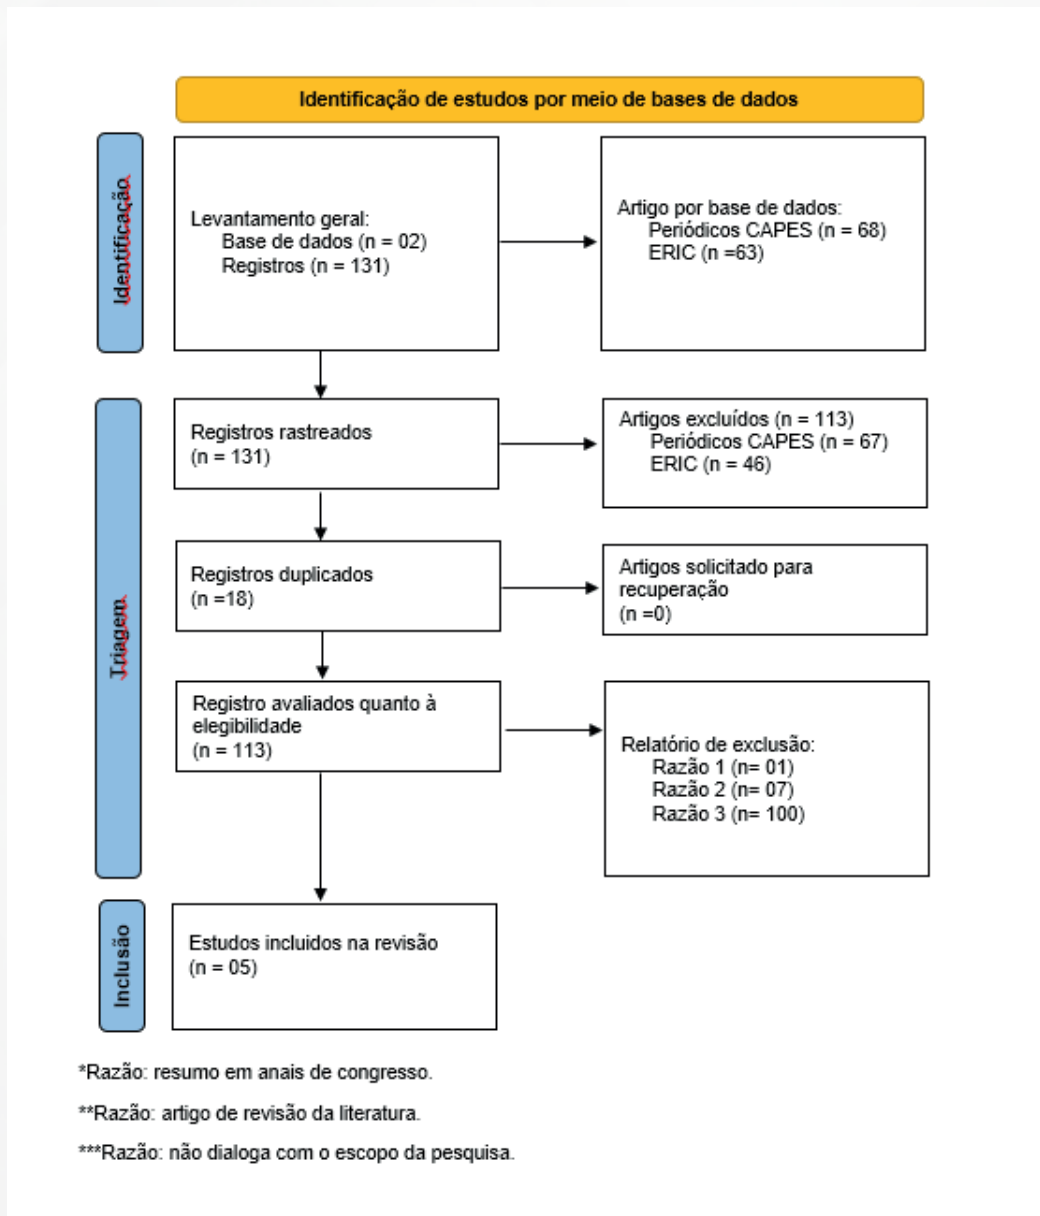 Identificação de estudos por meio de bases de dados
Identificação
Levantamento geral:
Base de dados (n = 02)
Registros (n = 131)
Artigo por base de dados:
Periódicos CAPES (n = 68)
ERIC (n =63)
Triagem
Registros rastreados
(n = 131)
Artigos excluídos (n = 113)
Periódicos CAPES (n = 67)
ERIC (n = 46)
Registros duplicados
(n =18)
Artigos solicitado para
recuperação
(n =0)
Registro avaliados quanto à
elegibilidade
(n = 113)
Relatório de exclusão:
Razão 1 (n= 01)
Razão 2 (n= 07)
Razão 3 (n= 100)
Inclusão
Estudos incluidos na revisão
(n = 05)
*Razão: resumo em anais de congresso.
**Razão: artigo de revisão da literatura.
***Razão: não dialoga com o escopo da pesquisa.